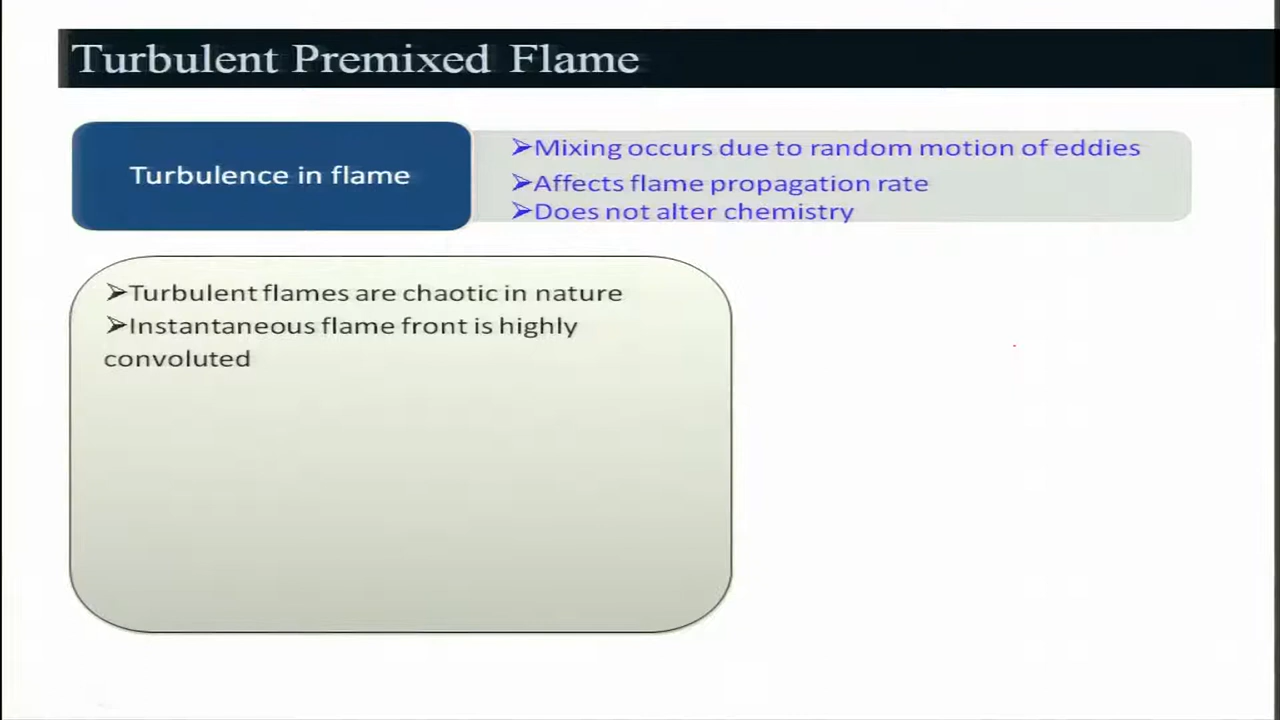 Turbulent Premixed Flame
Turbulence in flame
➢Mixing occurs due to random motion of eddies
➢Affects flame propagation rate
➢Does not alter chemistry
➢Turbulent flames are chaotic in nature
➢Instantaneous flame front is highly
convoluted